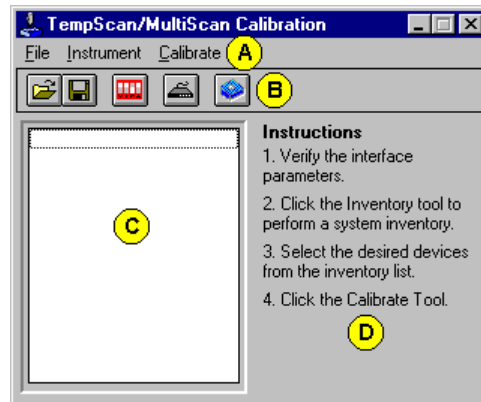 TempScan/MultiScan Calibration
File Instrument Calibrate A
B
C
Instructions
1. Verify the interface
parameters.
2. Click the Inventory tool to
perform a system inventory.
3. Select the desired devices
from the inventory list.
4. Click the Calibrate Tool.
D